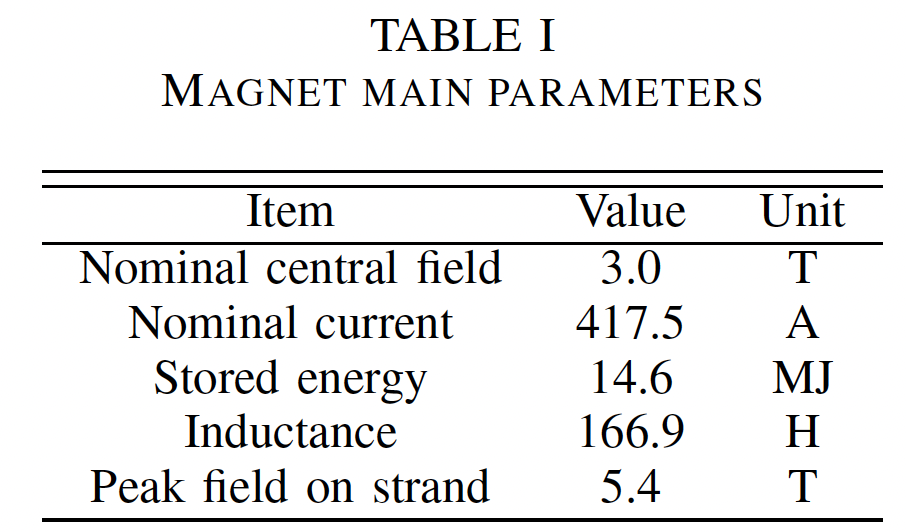 TABLE I
MAGNET MAIN PARAMETERS
Item Value Unit
Nominal central field 3.0 T
Nominal current 417.5 A
Stored energy 14.6 MJ
Inductance 166.9 H
Peak field on strand 5.4 T